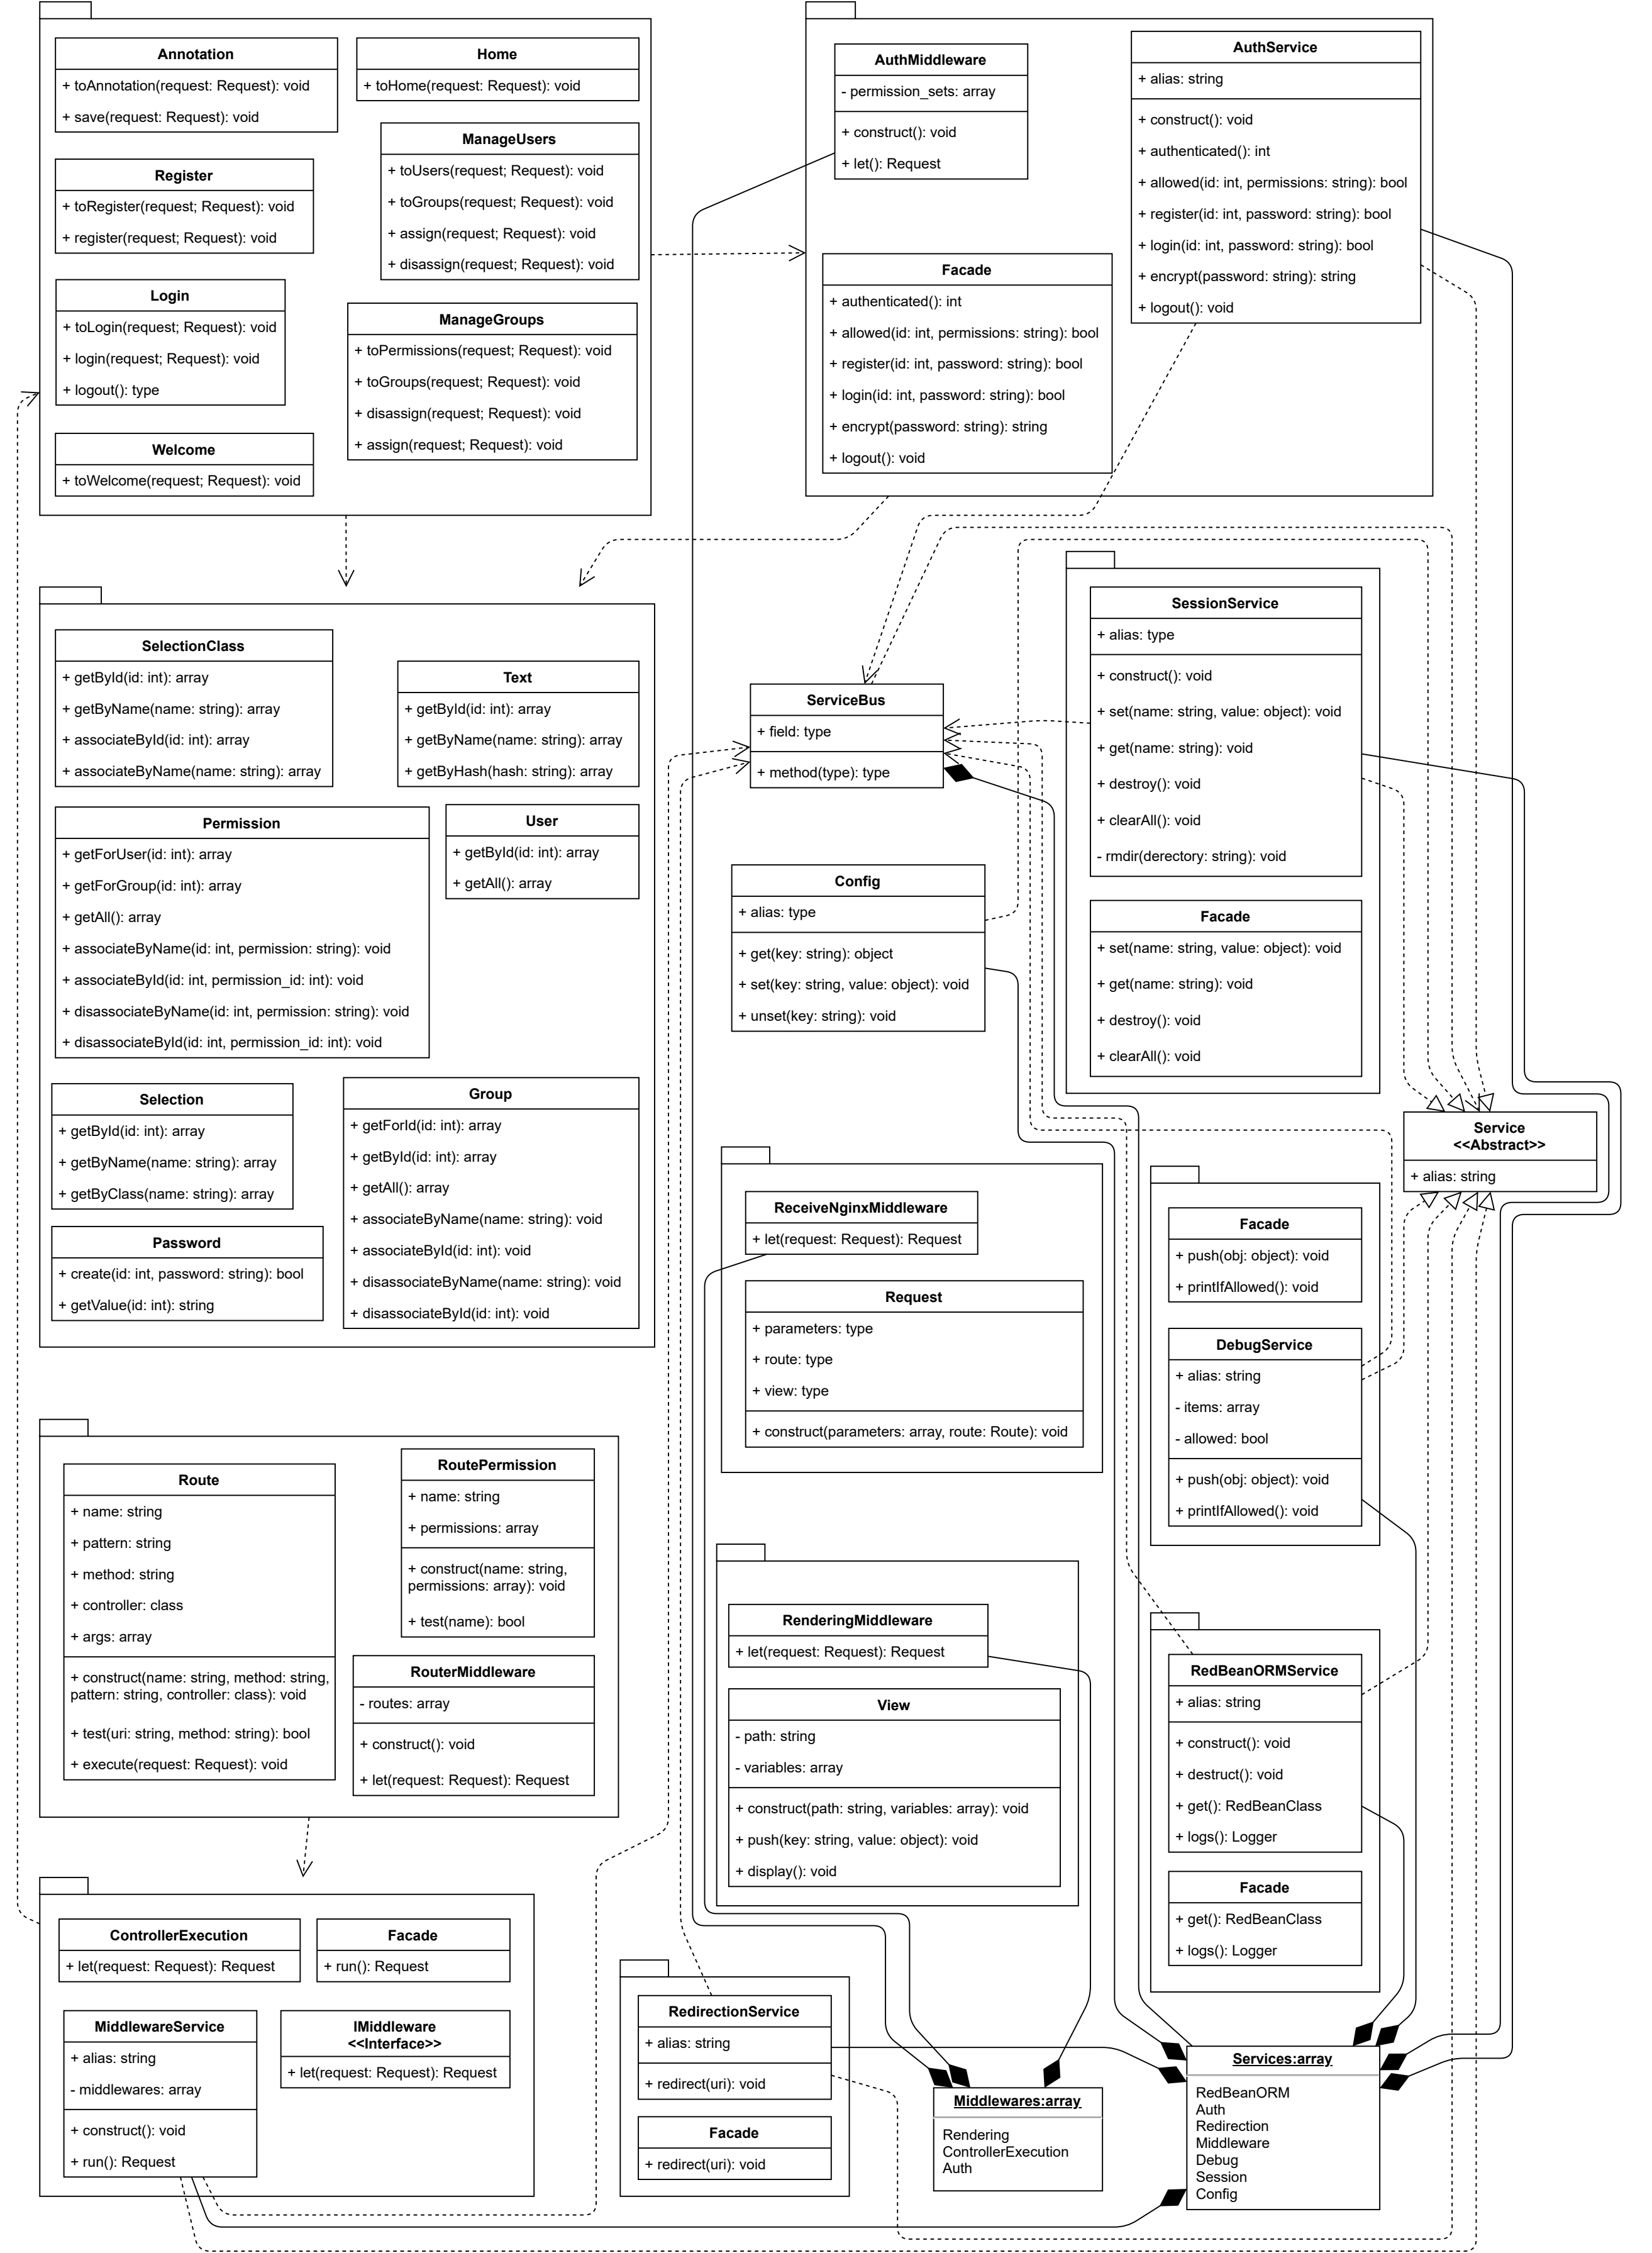 Annotation
+ toAnnotation(request: Request): void
+ save(request: Request): void
Home
+ toHome(request: Request): void
ManageUsers
+ toUsers(request; Request): void
+ toGroups(request; Request): void
+ assign(request; Request): void
+ disassign(request; Request): void
Register
+ toRegister(request; Request): void
+ register(request; Request): void
Login
+ toLogin(request; Request): void
+ login(request; Request): void
+ logout(): type
ManageGroups
+ toPermissions(request; Request): void
+ toGroups(request; Request): void
+ disassign(request; Request): void
+ assign(request; Request): void
Welcome
+ toWelcome(request; Request): void
AuthMiddleware
- permission_sets: array
+ construct(): void
+ let(): Request
AuthService
+ alias: string
+ construct(): void
+ authenticated(): int
+ allowed(id: int, permissions: string): bool
+ register(id: int, password: string): bool
+ login(id: int, password: string): bool
+ encrypt(password: string): string
+ logout(): void
Facade
+ authenticated(): int
+ allowed(id: int, permissions: string): bool
+ register(id: int, password: string): bool
+ login(id: int, password: string): bool
+ encrypt(password: string): string
+ logout(): void
SelectionClass
+ getById(id: int): array
+ getByName(name: string): array
+ associateById(id: int): array
+ associateByName(name: string): array
Text
+ getById(id: int): array
+ getByName(name: string): array
+ getByHash(hash: string): array
Permission
+ getForUser(id: int): array
+ getForGroup(id: int): array
+ getAll(): array
+ associateByName(id: int, permission: string): void
+ associateById(id: int, permission_id: int): void
+ disassociateByName(id: int, permission: string): void
+ disassociateById(id: int, permission_id: int): void
User
+ getById(id: int): array
+ getAll(): array
Selection
+ getById(id: int): array
+ getByName(name: string): array
+ getByClass(name: string): array
Group
+ getForId(id: int): array
+ getById(id: int): array
+ getAll(): array
+ associateByName(name: string): void
+ associateById(id: int): void
+ disassociateByName(name: string): void
+ disassociateById(id: int): void
Password
+ create(id: int, password: string): bool
+ getValue(id: int): string
ServiceBus
+ field: type
+ method(type): type
Config
+ alias: type
+ get(key: string): object
+ set(key: string, value: object): void
+ unset(key: string): void
SessionService
+ alias: type
+ construct(): void
+ set(name: string, value: object): void
+ get(name: string): void
+ destroy(): void
+ clearAll(): void
- rmdir(derectory: string): void
Facade
+ set(name: string, value: object): void
+ get(name: string): void
+ destroy(): void
+ clearAll(): void
Service
<<Abstract>>
+ alias: string
ReceiveNginxMiddleware
+ let(request: Request): Request
Request
+ parameters: type
+ route: type
+ view: type
+ construct(parameters: array, route: Route): void
Facade
+ push(obj: object): void
+ printIfAllowed(): void
DebugService
+ alias: string
- items: array
- allowed: bool
+ push(obj: object): void
+ printIfAllowed(): void
Route
+ name: string
+ pattern: string
+ method: string
+ controller: class
+ args: array
+ construct(name: string, method: string,
pattern: string, controller: class): void
+ test(uri: string, method: string): bool
+ execute(request: Request): void
RoutePermission
+ name: string
+ permissions: array
+ construct(name: string,
permissions: array): void
+ test(name): bool
RouterMiddleware
- routes: array
+ construct(): void
+ let(request: Request): Request
RenderingMiddleware
+ let(request: Request): Request
View
- path: string
- variables: array
+ construct(path: string, variables: array): void
+ push(key: string, value: object): void
+ display(): void
RedBeanORMService
+ alias: string
+ construct(): void
+ destruct(): void
+ get(): RedBeanClass
+ logs(): Logger
Facade
+ get(): RedBeanClass
+ logs(): Logger
ControllerExecution
+ let(request: Request): Request
Facade
+ run(): Request
MiddlewareService
+ alias: string
- middlewares: array
+ construct(): void
+ run(): Request
IMiddleware
<<Interface>>
+ let(request: Request): Request
RedirectionService
+ alias: string
+ redirect(uri): void
Facade
+ redirect(uri): void
Middlewares:array
Rendering
ControllerExecution
Auth
Services:array
RedBeanORM
Auth
Redirection
Middleware
Debug
Session
Config